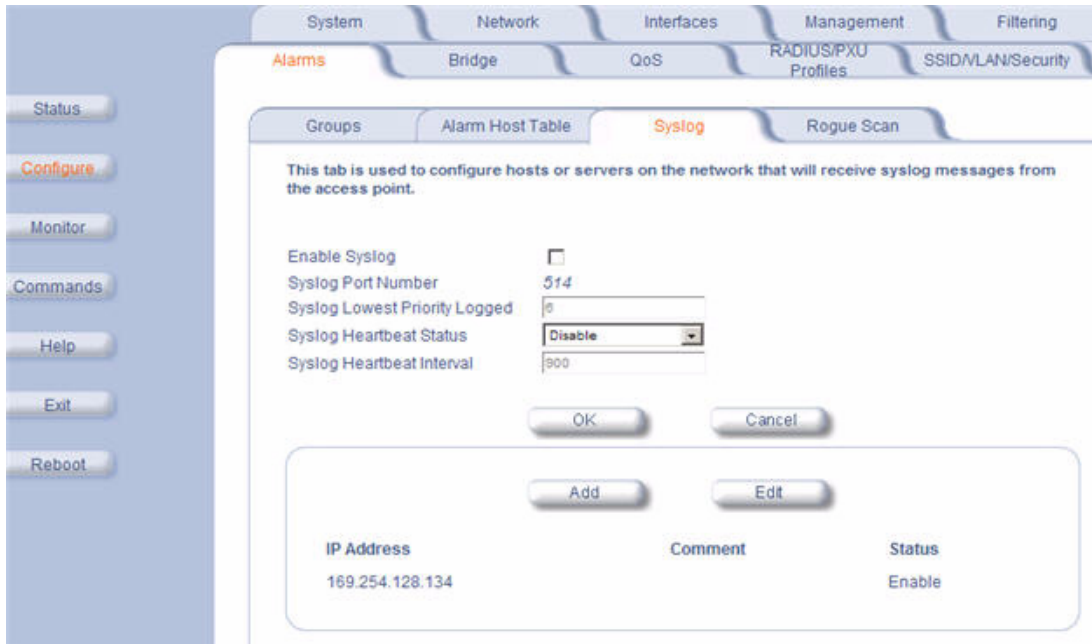 System Network Interfaces Management Filtering
Alarms Bridge QoS RADIUS/PXU Profiles SSID/VLAN/Security
Status
Configure
Monitor
Commands
Help
Exit
Reboot
Groups Alarm Host Table Syslog Rogue Scan
This tab is used to configure hosts or servers on the network that will receive syslog messages from
the access point.
Enable Syslog
Syslog Port Number 514
Syslog Lowest Priority Logged 6
Syslog Heartbeat Status Disable
Syslog Heartbeat Interval 900
OK Cancel
Add Edit
IP Address Comment Status
169.254.128.134 Enable